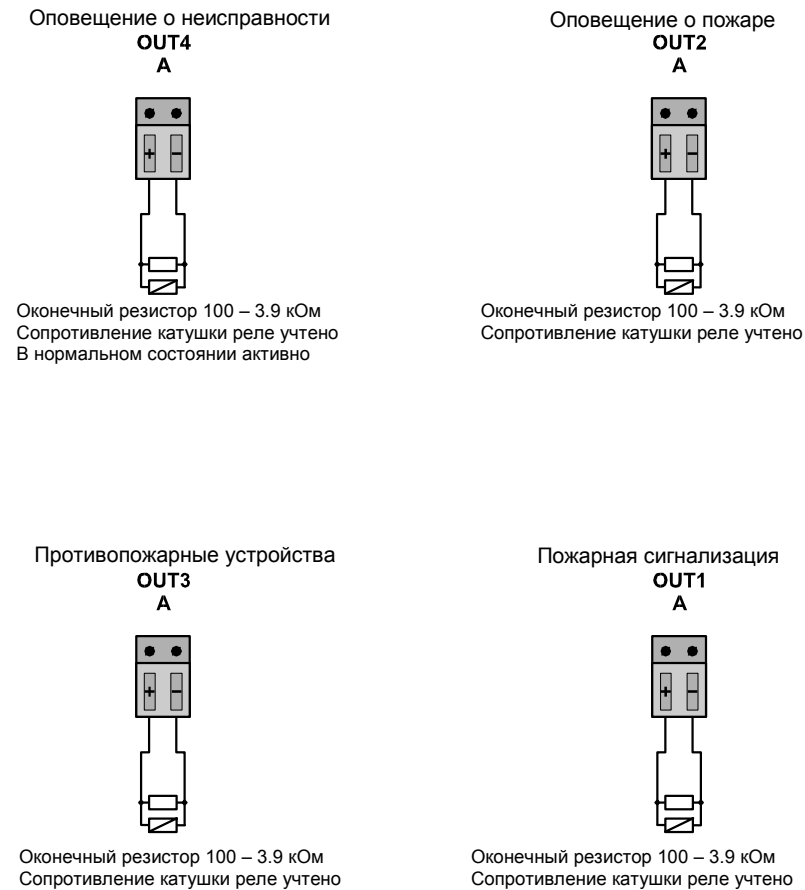 Оповещение о неисправности
OUT4
A
+ −
Оконечный резистор 100 – 3.9 кОм
Сопротивление катушки реле учтено
В нормальном состоянии активно
Оповещение о пожаре
OUT2
A
+ −
Оконечный резистор 100 – 3.9 кОм
Сопротивление катушки реле учтено
Противопожарные устройства
OUT3
A
+ −
Оконечный резистор 100 – 3.9 кОм
Сопротивление катушки реле учтено
Пожарная сигнализация
OUT1
A
+ −
Оконечный резистор 100 – 3.9 кОм
Сопротивление катушки реле учтено